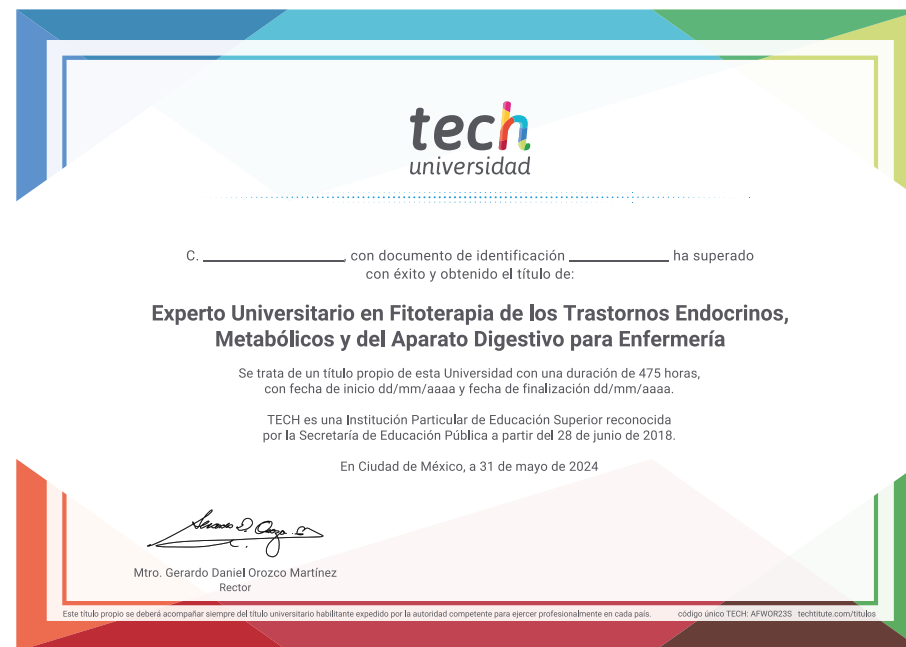 tech
universidad
C. ____________________, con documento de identificación ______________ ha superado
con éxito y obtenido el título de:
Experto Universitario en Fitoterapia de los Trastornos Endocrinos,
Metabólicos y del Aparato Digestivo para Enfermería
Se trata de un título propio de esta Universidad con una duración de 475 horas,
con fecha de inicio dd/mm/aaaa y fecha de finalización dd/mm/aaaa.
TECH es una Institución Particular de Educación Superior reconocida
por la Secretaría de Educación Pública a partir del 28 de junio de 2018.
En Ciudad de México, a 31 de mayo de 2024
Mtro. Gerardo Daniel Orozco Martínez
Rector
Este título propio se deberá acompañar siempre del título universitario habilitante expedido por la autoridad competente para ejercer profesionalmente en cada país. código único TECH: AFWOR23S techtitute.com/titulos